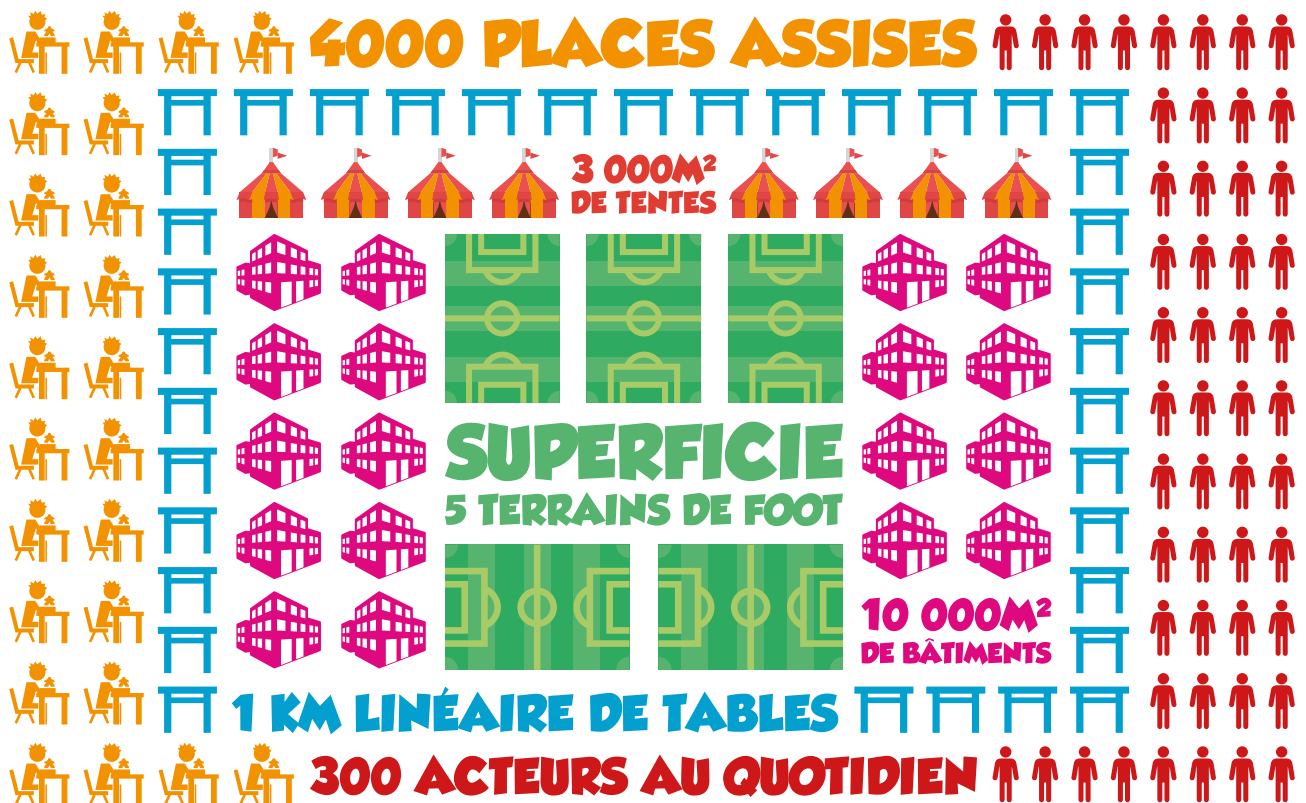 4000 PLACES ASSISES
3 000M²
DE TENTES
SUPERFICIE
5 TERRAINS DE FOOT
10 000M²
DE BÂTIMENTS
1 KM LINÉAIRE DE TABLES
300 ACTEURS AU QUOTIDIEN